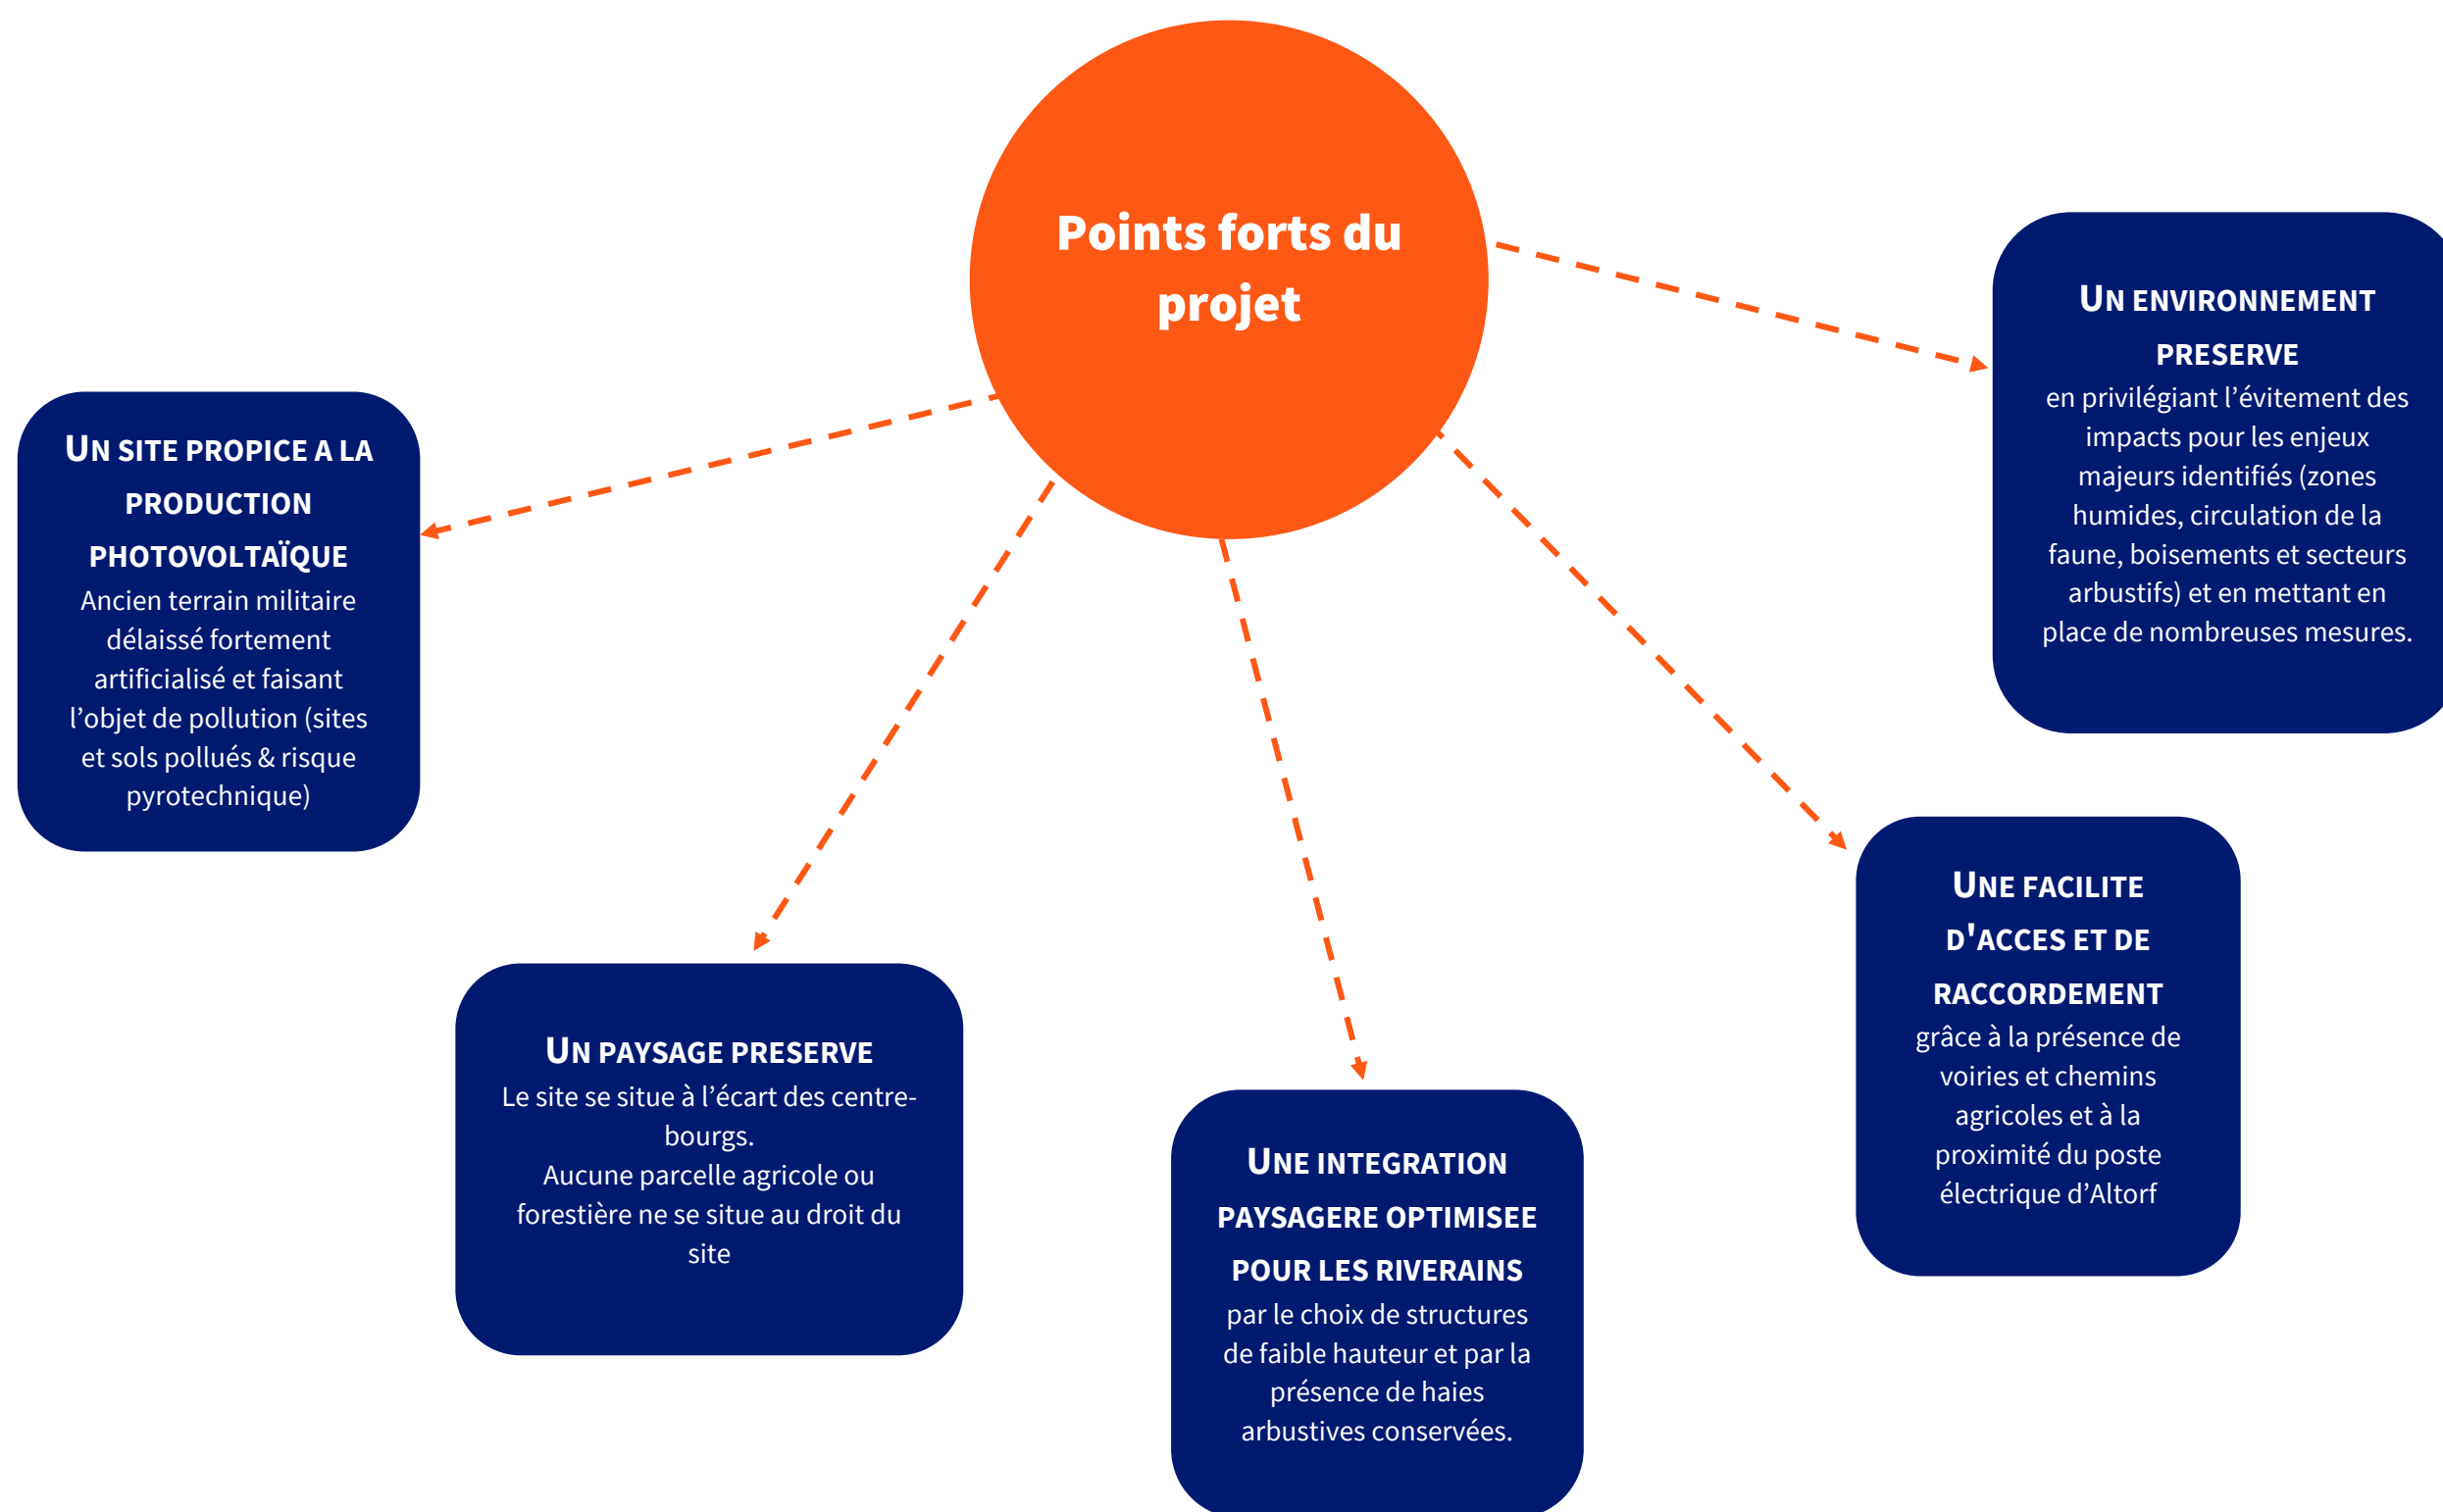 Points forts du
projet
UN SITE PROPICE A LA
PRODUCTION
PHOTOVOLTAÏQUE
Ancien terrain militaire
délaissé fortement
artificialisé et faisant
l’objet de pollution (sites
et sols pollués & risque
pyrotechnique)
UN PAYSAGE PRESERVE
Le site se situe à l’écart des centre-
bourgs.
Aucune parcelle agricole ou
forestière ne se situe au droit du
site
UNE INTEGRATION
PAYSAGERE OPTIMISEE
POUR LES RIVERAINS
par le choix de structures
de faible hauteur et par la
présence de haies
arbustives conservées.
UNE FACILITE
D'ACCES ET DE
RACCORDEMENT
grâce à la présence de
voiries et chemins
agricoles et à la
proximité du poste
électrique d’Altorf
UN ENVIRONNEMENT
PRESERVE
en privilégiant l’évitement des
impacts pour les enjeux
majeurs identifiés (zones
humides, circulation de la
faune, boisements et secteurs
arbustifs) et en mettant en
place de nombreuses mesures.